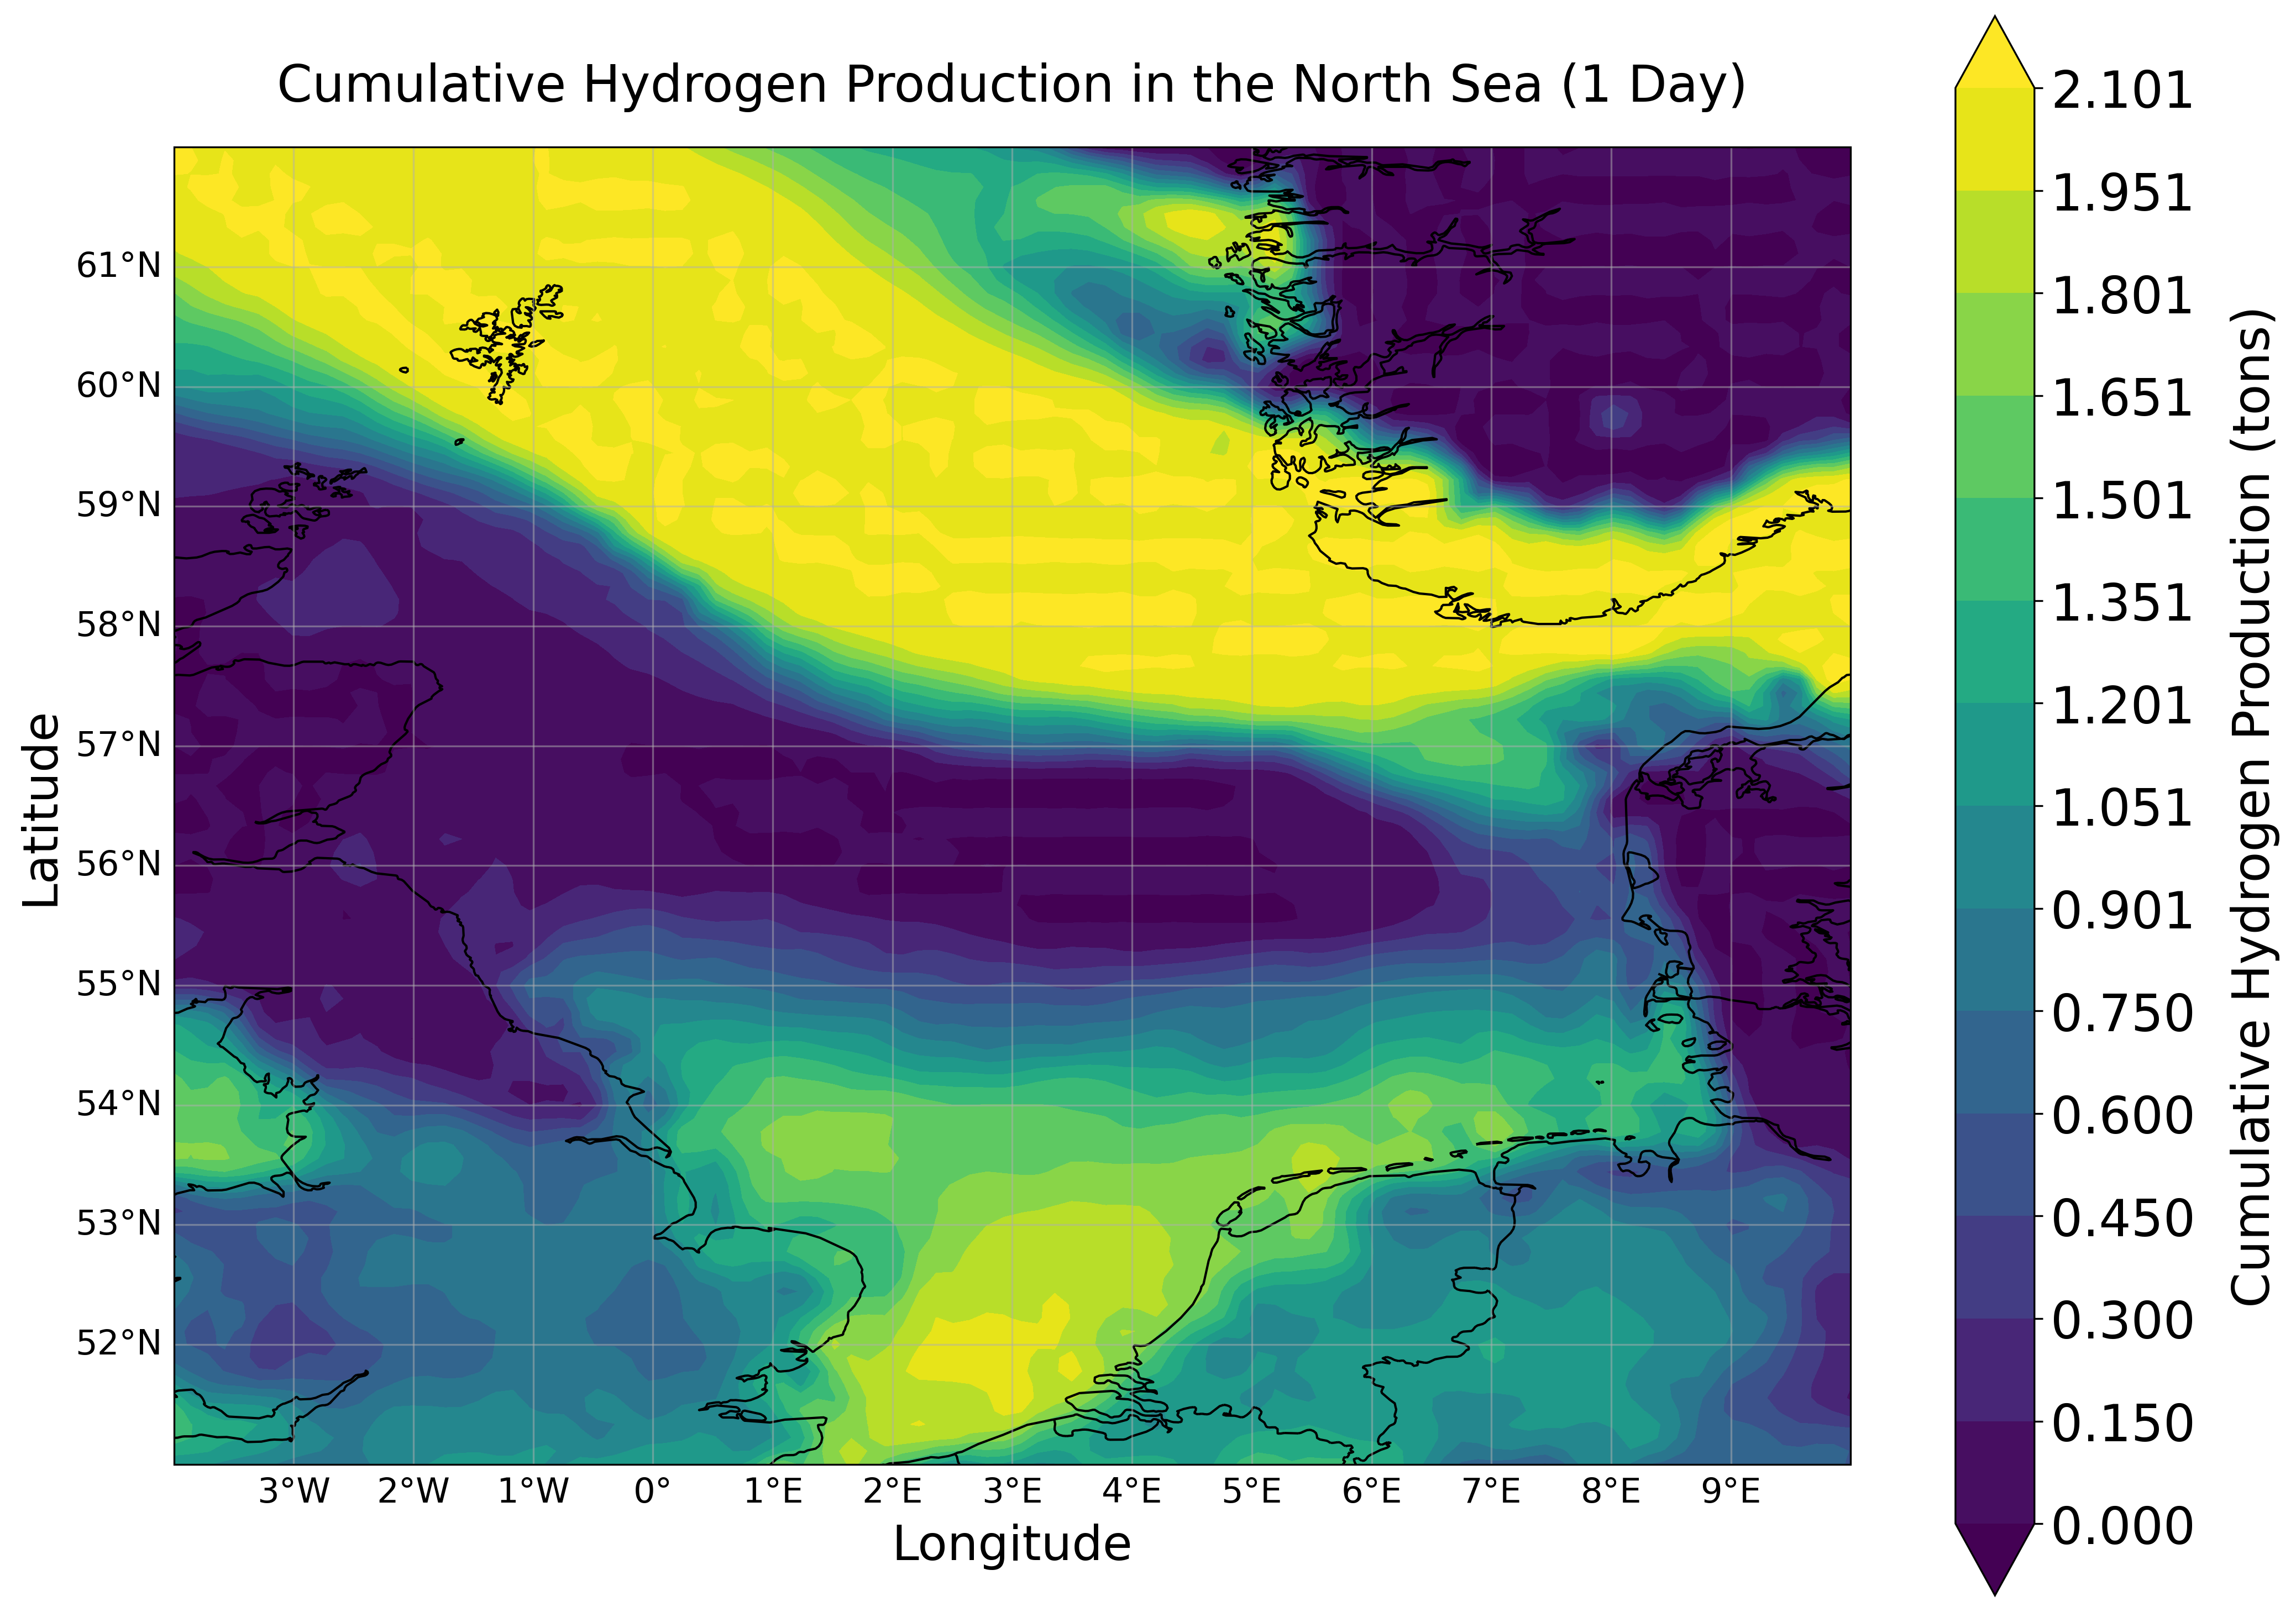 Cumulative Hydrogen Production in the North Sea (1 Day)
61°N
60°N
59°N
58°N
57°N
56°N
55°N
54°N
53°N
52°N
Latitude
3°W 2°W 1°W 0° 1°E 2°E 3°E 4°E 5°E 6°E 7°E 8°E 9°E
Longitude
2.101
1.951
1.801
1.651
1.501
1.351
1.201
1.051
0.901
0.750
0.600
0.450
0.300
0.150
0.000
Cumulative Hydrogen Production (tons)